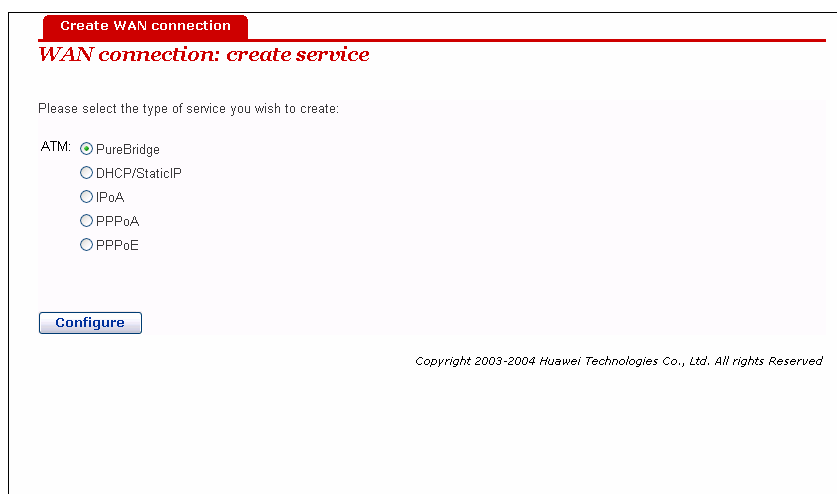 Create WAN connection
WAN connection: create service
Please select the type of service you wish to create:
ATM: PureBridge
DHCP/StaticIP
IPoA
PPPoA
PPPoE
Configure
Copyright 2003-2004 Huawei Technologies Co., Ltd. All rights Reserved